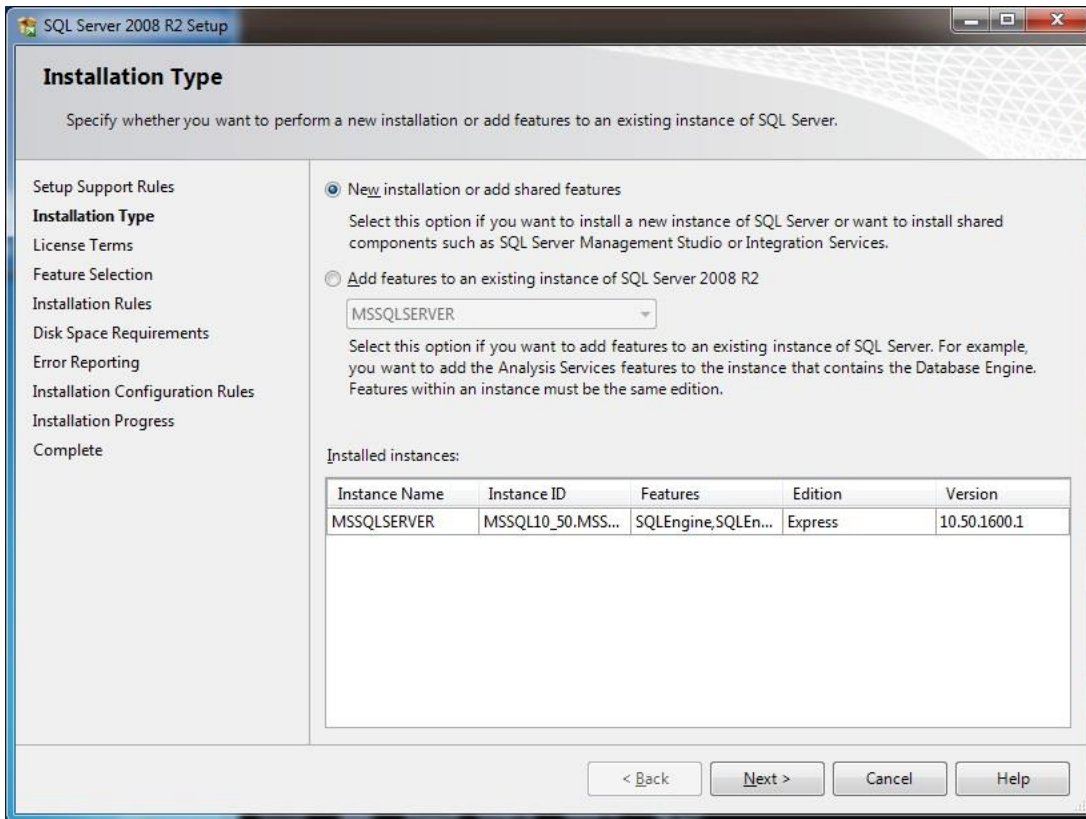 SQL Server 2008 R2 Setup
Installation Type
Specify whether you want to perform a new installation or add features to an existing instance of SQL Server.
Setup Support Rules
Installation Type
License Terms
Feature Selection
Installation Rules
Disk Space Requirements
Error Reporting
Installation Configuration Rules
Installation Progress
Complete
New installation or add shared features
Select this option if you want to install a new instance of SQL Server or want to install shared
components such as SQL Server Management Studio or Integration Services.
Add features to an existing instance of SQL Server 2008 R2
MSSQLSERVER
Select this option if you want to add features to an existing instance of SQL Server. For example,
you want to add the Analysis Services features to the instance that contains the Database Engine.
Features within an instance must be the same edition.
Installed instances:
Instance Name Instance ID Features Edition Version
MSSQLSERVER MSSQL10_50.MSS... SQLEngine,SQLEn... Express 10.50.1600.1
< Back Next > Cancel Help